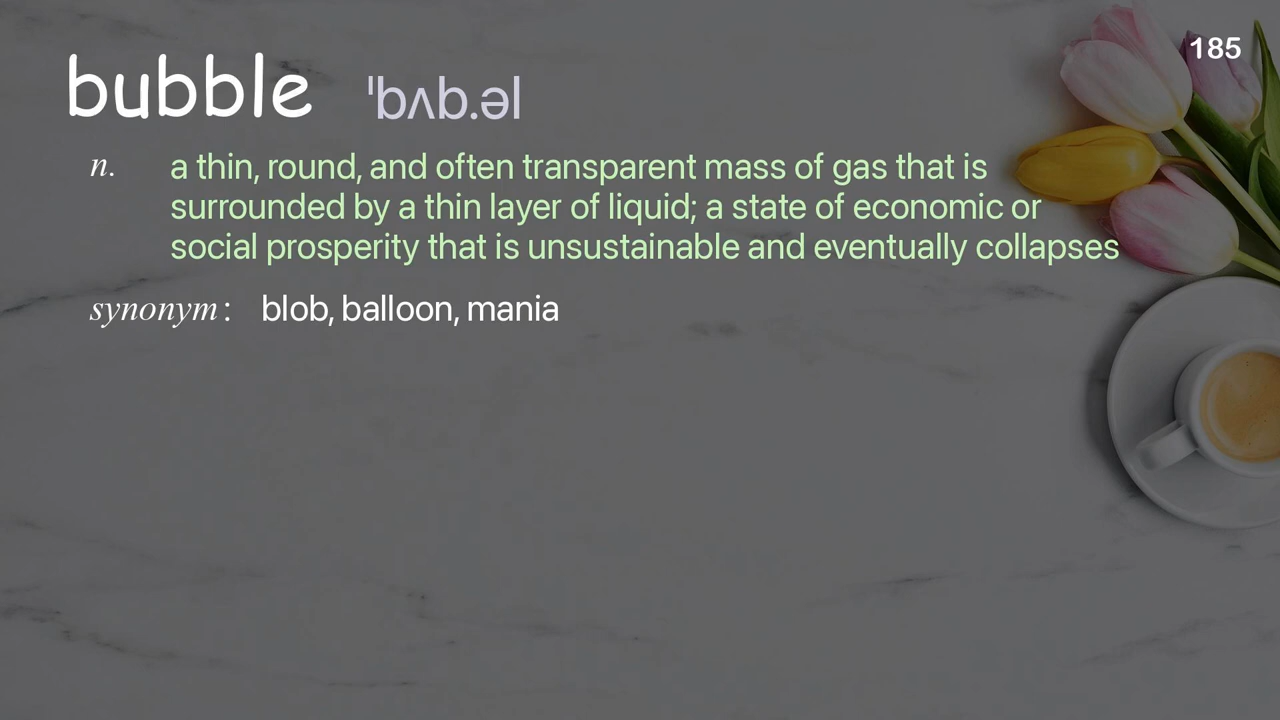 185
bubble ˈbʌb.əl
n. a thin, round, and often transparent mass of gas that is
surrounded by a thin layer of liquid; a state of economic or
social prosperity that is unsustainable and eventually collapses
synonym: blob, balloon, mania